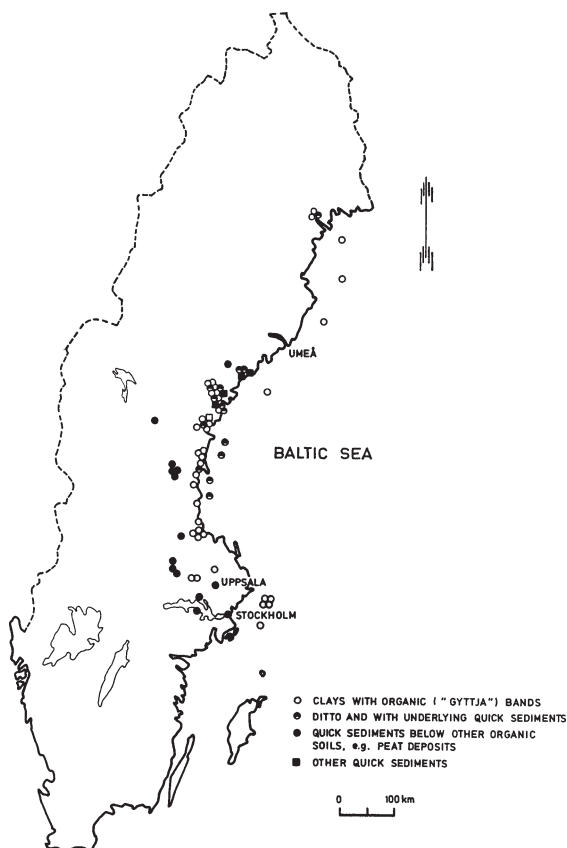 UMEÅ
BALTIC SEA
UPPSALA
STOCKHOLM
CLAYS WITH ORGANIC ("GYTTJA") BANDS
DITTO AND WITH UNDERLYING QUICK SEDIMENTS
QUICK SEDIMENTS BELOW OTHER ORGANIC
SOILS, e.g. PEAT DEPOSITS
OTHER QUICK SEDIMENTS
0 100 km